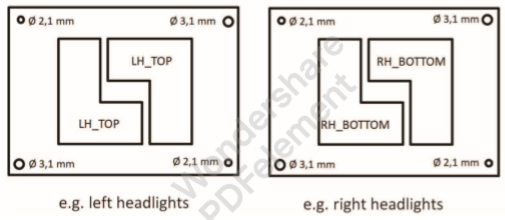 Ø 2,1 mm
Ø 3,1 mm
LH_TOP
LH_TOP
Ø 3,1 mm
Ø 2,1 mm
e.g. left headlights
Ø 2,1 mm
Ø 3,1 mm
RH_BOTTOM
RH_BOTTOM
Ø 3,1 mm
Ø 2,1 mm
e.g. right headlights
Wondershare
PDFelement